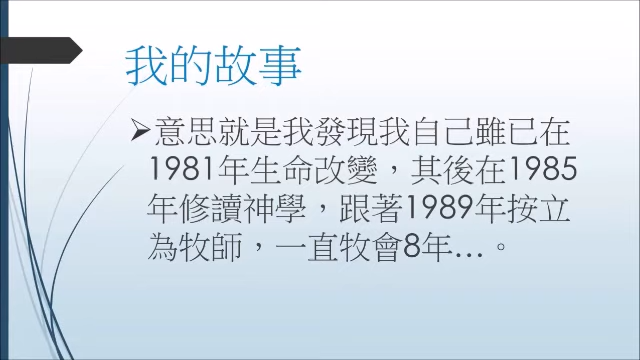 我的故事
➢意思就是我發現我自己雖已在
1981年生命改變，其後在1985
年修讀神學，跟著1989年按立
為牧師，一直牧會8年…。